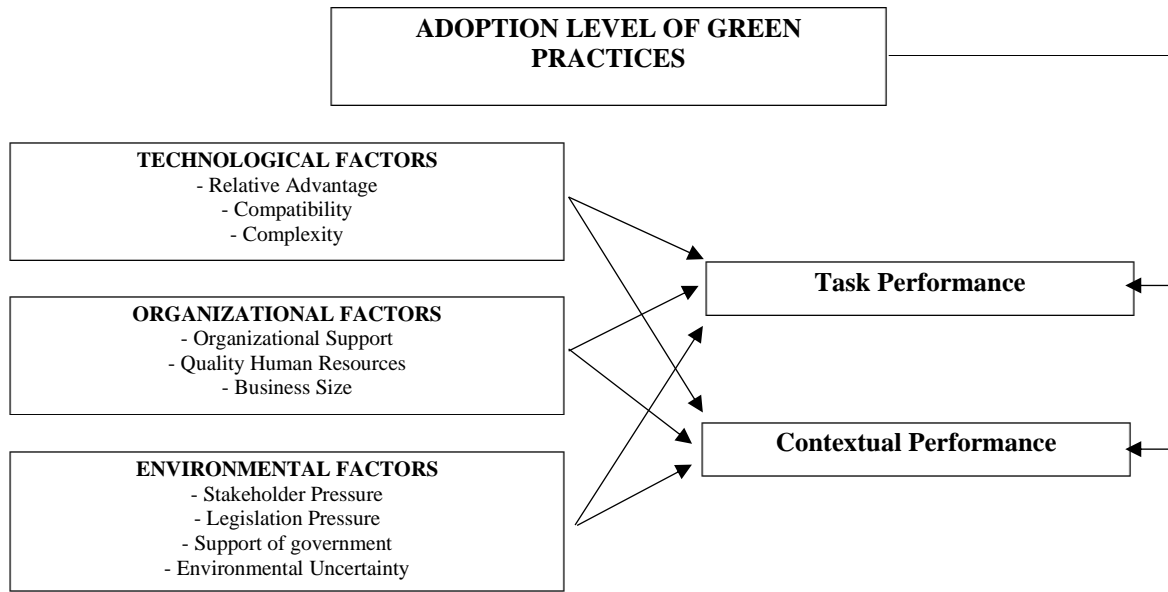 ADOPTION LEVEL OF GREEN
PRACTICES
TECHNOLOGICAL FACTORS
- Relative Advantage
- Compatibility
- Complexity
ORGANIZATIONAL FACTORS
- Organizational Support
- Quality Human Resources
- Business Size
ENVIRONMENTAL FACTORS
- Stakeholder Pressure
- Legislation Pressure
- Support of government
- Environmental Uncertainty
Task Performance
Contextual Performance